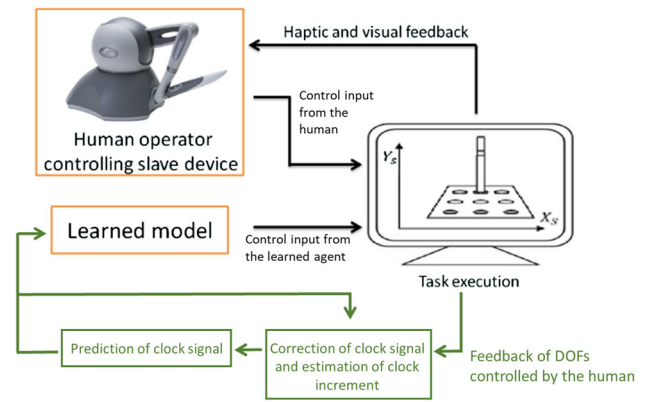 Haptic and visual feedback
Control input
from the
human
Human operator
controlling slave device
Yₛ
Xₛ
Learned model
Control input from
the learned agent
Task execution
Prediction of clock signal
Correction of clock signal
and estimation of clock
increment
Feedback of DOFs
controlled by the human